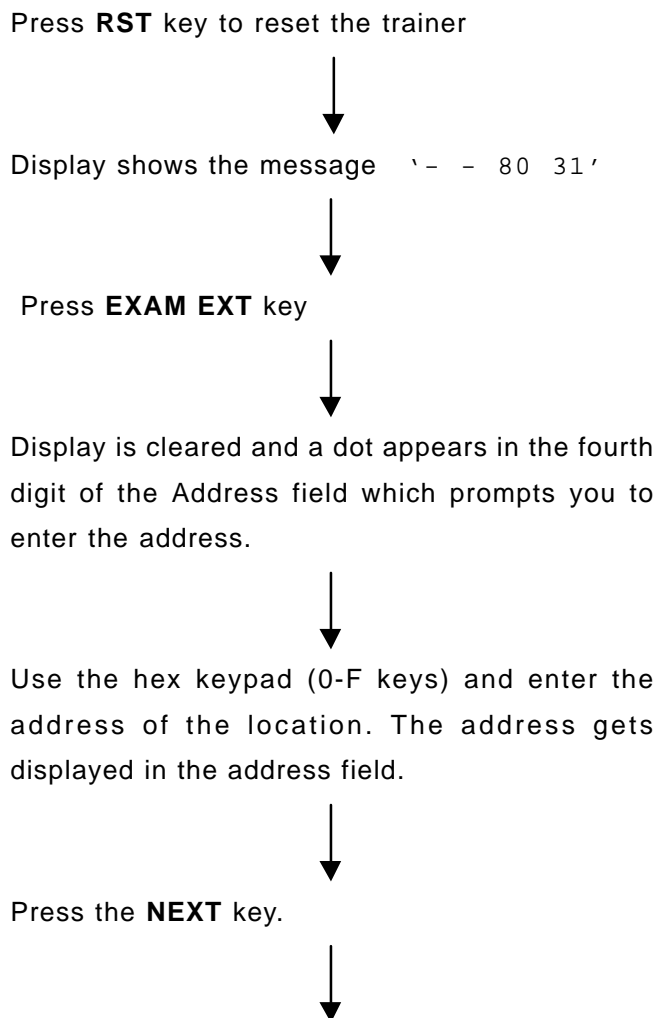 Press RST key to reset the trainer
Display shows the message ‘– – 80 31’
Press EXAM EXT key
Display is cleared and a dot appears in the fourth
digit of the Address field which prompts you to
enter the address.
Use the hex keypad (0-F keys) and enter the
address of the location. The address gets
displayed in the address field.
Press the NEXT key.